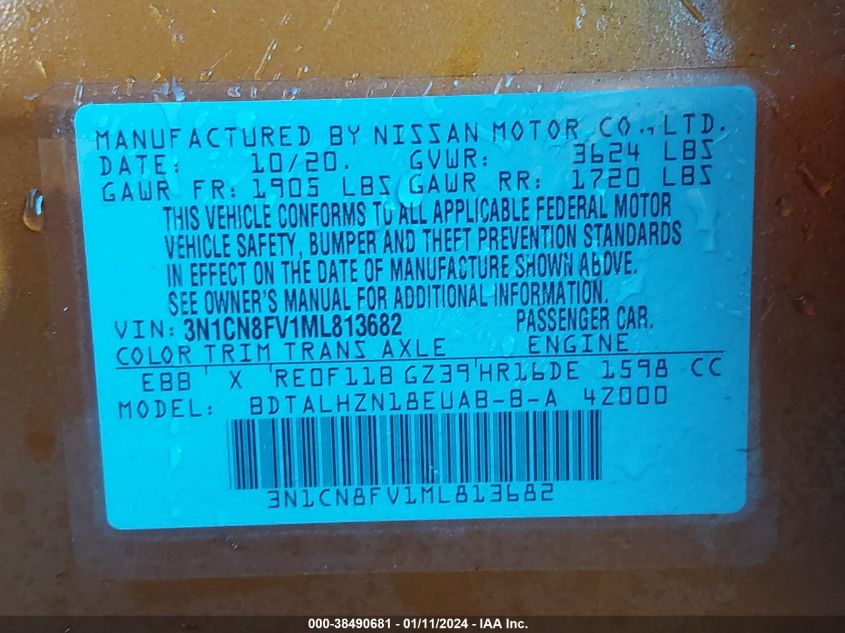 MANUFACTURED BY NISSAN MOTOR CO., LTD.
DATE: 10/20. GVWR: 3624 LBS
GAWR FR: 1905 LBS GAWR RR: 1720 LBS
THIS VEHICLE CONFORMS TO ALL APPLICABLE FEDERAL MOTOR
VEHICLE SAFETY, BUMPER AND THEFT PREVENTION STANDARDS
IN EFFECT ON THE DATE OF MANUFACTURE SHOWN ABOVE.
SEE OWNER'S MANUAL FOR ADDITIONAL INFORMATION.
VIN: 3N1CN8FV1ML813682 PASSENGER CAR.
COLOR TRIM TRANS AXLE ENGINE
EBB ' X ' RE0F11B GZ39'HR16DE 1598 CC
MODEL: BDTALHZN18EUAB-B-A 4Z000
3N1CN8FV1ML813682
000-38490681 - 01/11/2024 - IAA Inc.